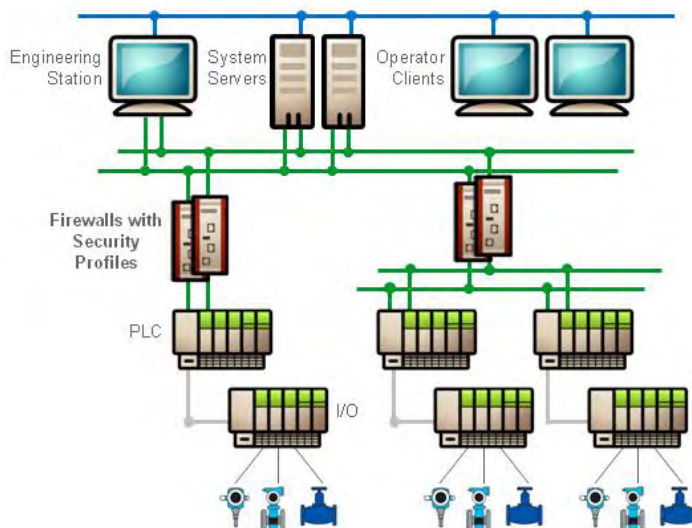 Engineering
Station
System
Servers
Operator
Clients
Firewalls with
Security
Profiles
PLC
I/O